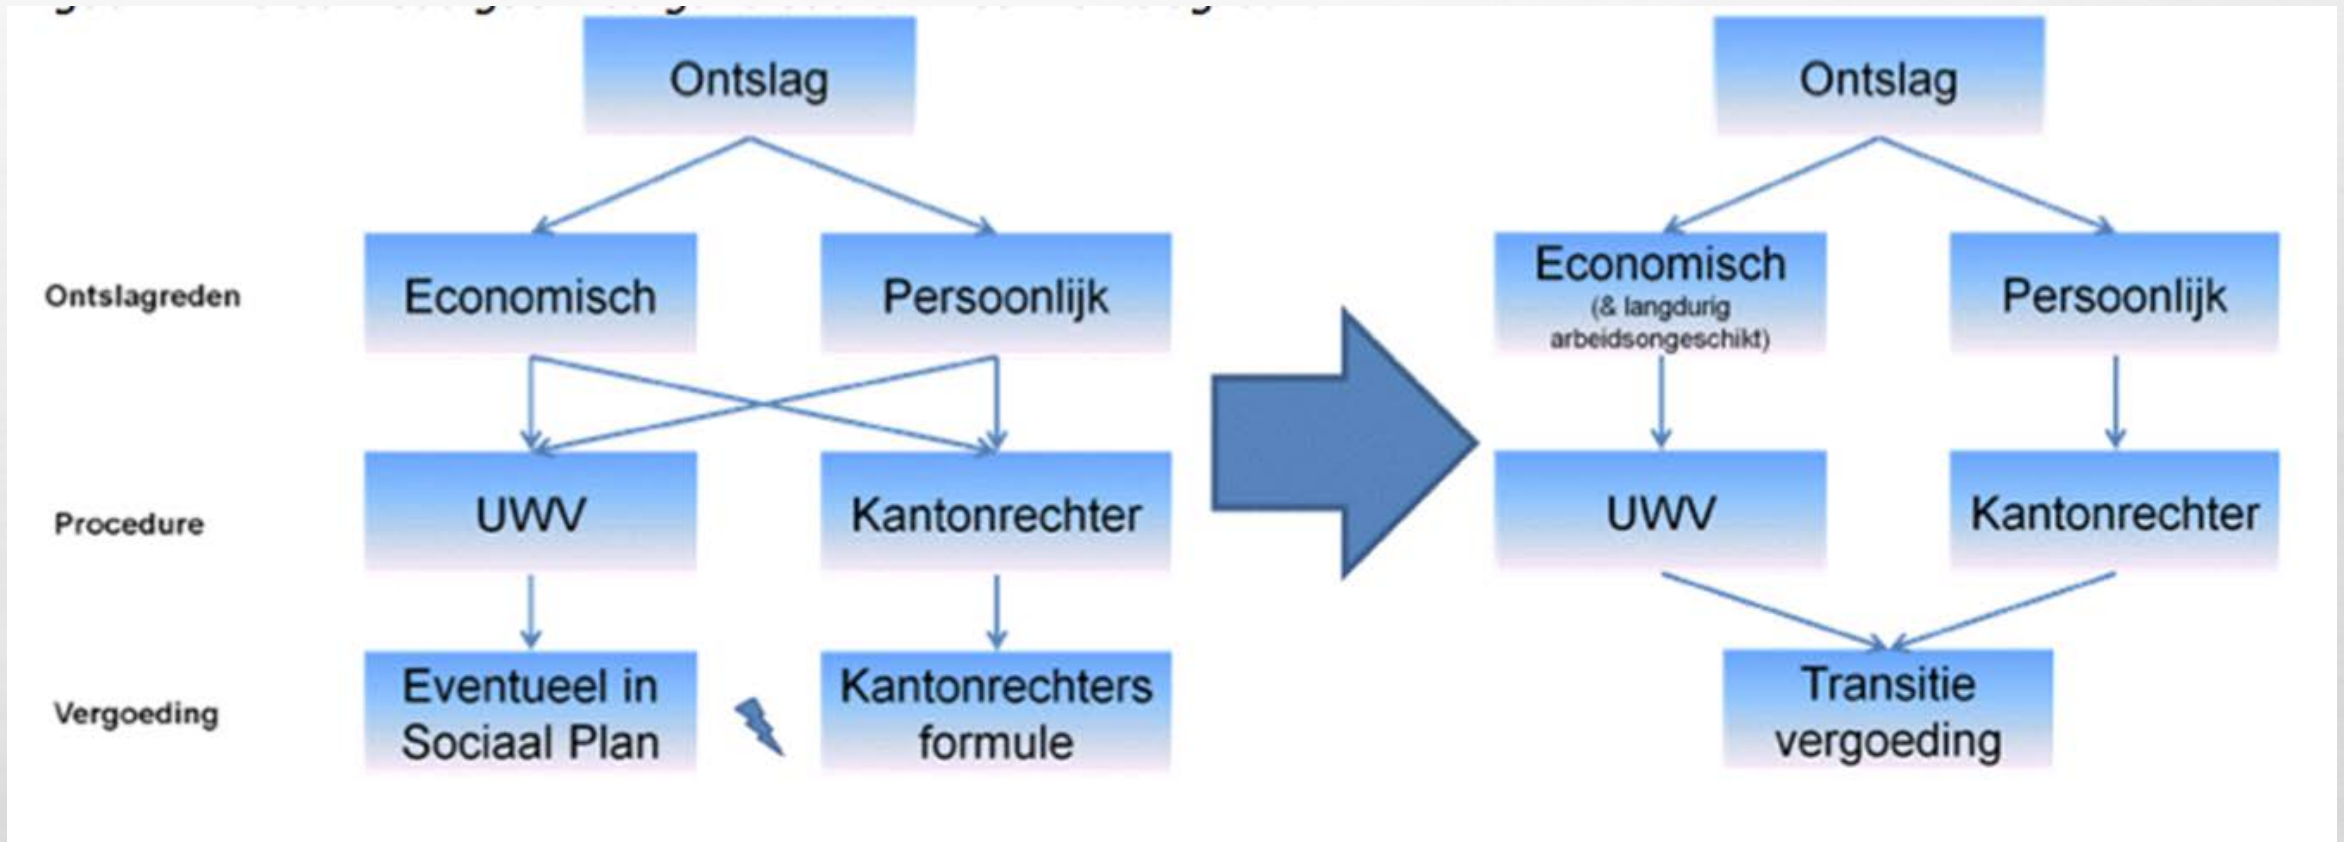 Ontslag
Ontslag
Ontslagreden
Economisch
Persoonlijk
Economisch
(& langdurig
arbeidsongeschikt)
Persoonlijk
Procedure
UWV
Kantonrechter
UWV
Kantonrechter
Vergoeding
Eventueel in
Sociaal Plan
Kantonrechters
formule
Transitie
vergoeding